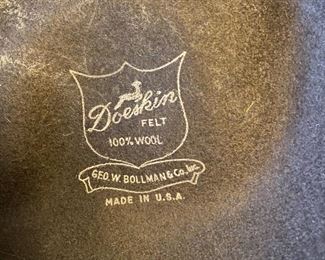 Doeskin
FELT
100% WOOL
GEO. W. BOLLMAN & Co., Inc.
MADE IN U.S.A.